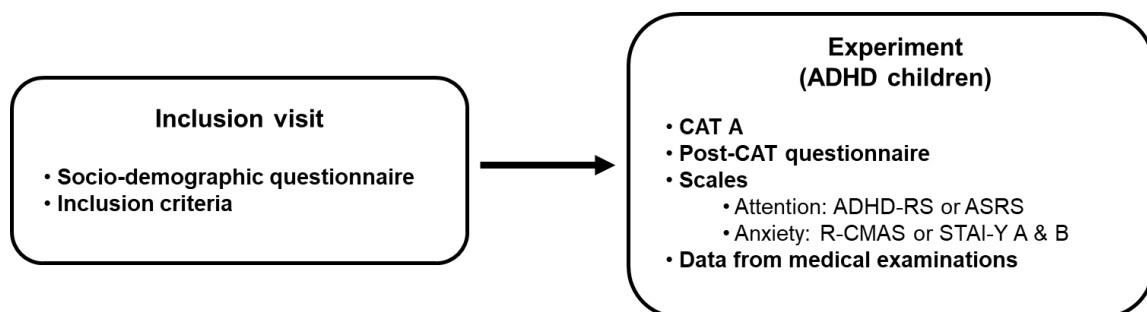 Inclusion visit
• Socio-demographic questionnaire
• Inclusion criteria
Experiment
(ADHD children)
• CAT A
• Post-CAT questionnaire
• Scales
• Attention: ADHD-RS or ASRS
• Anxiety: R-CMAS or STAI-Y A & B
• Data from medical examinations